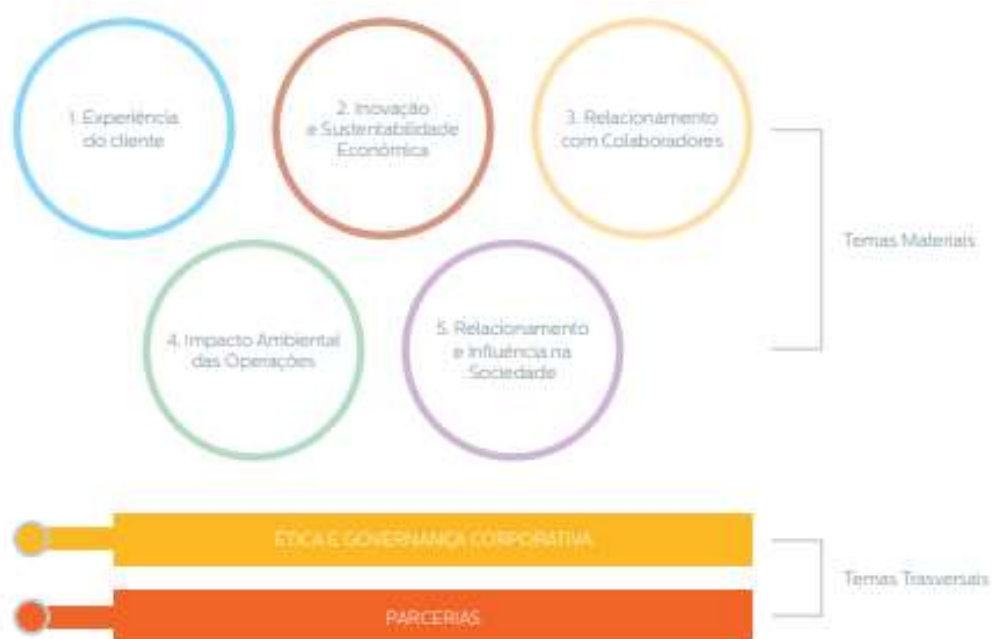 1. Experiência
do cliente
2. Inovação
e Sustentabilidade
Econômica
3. Relacionamento
com Colaboradores
Temas Materiais
4. Impacto Ambiental
das Operações
5. Relacionamento
e Influência na
Sociedade
ÉTICA E GOVERNANÇA CORPORATIVA
Temas Trasversais
PARCERIAS